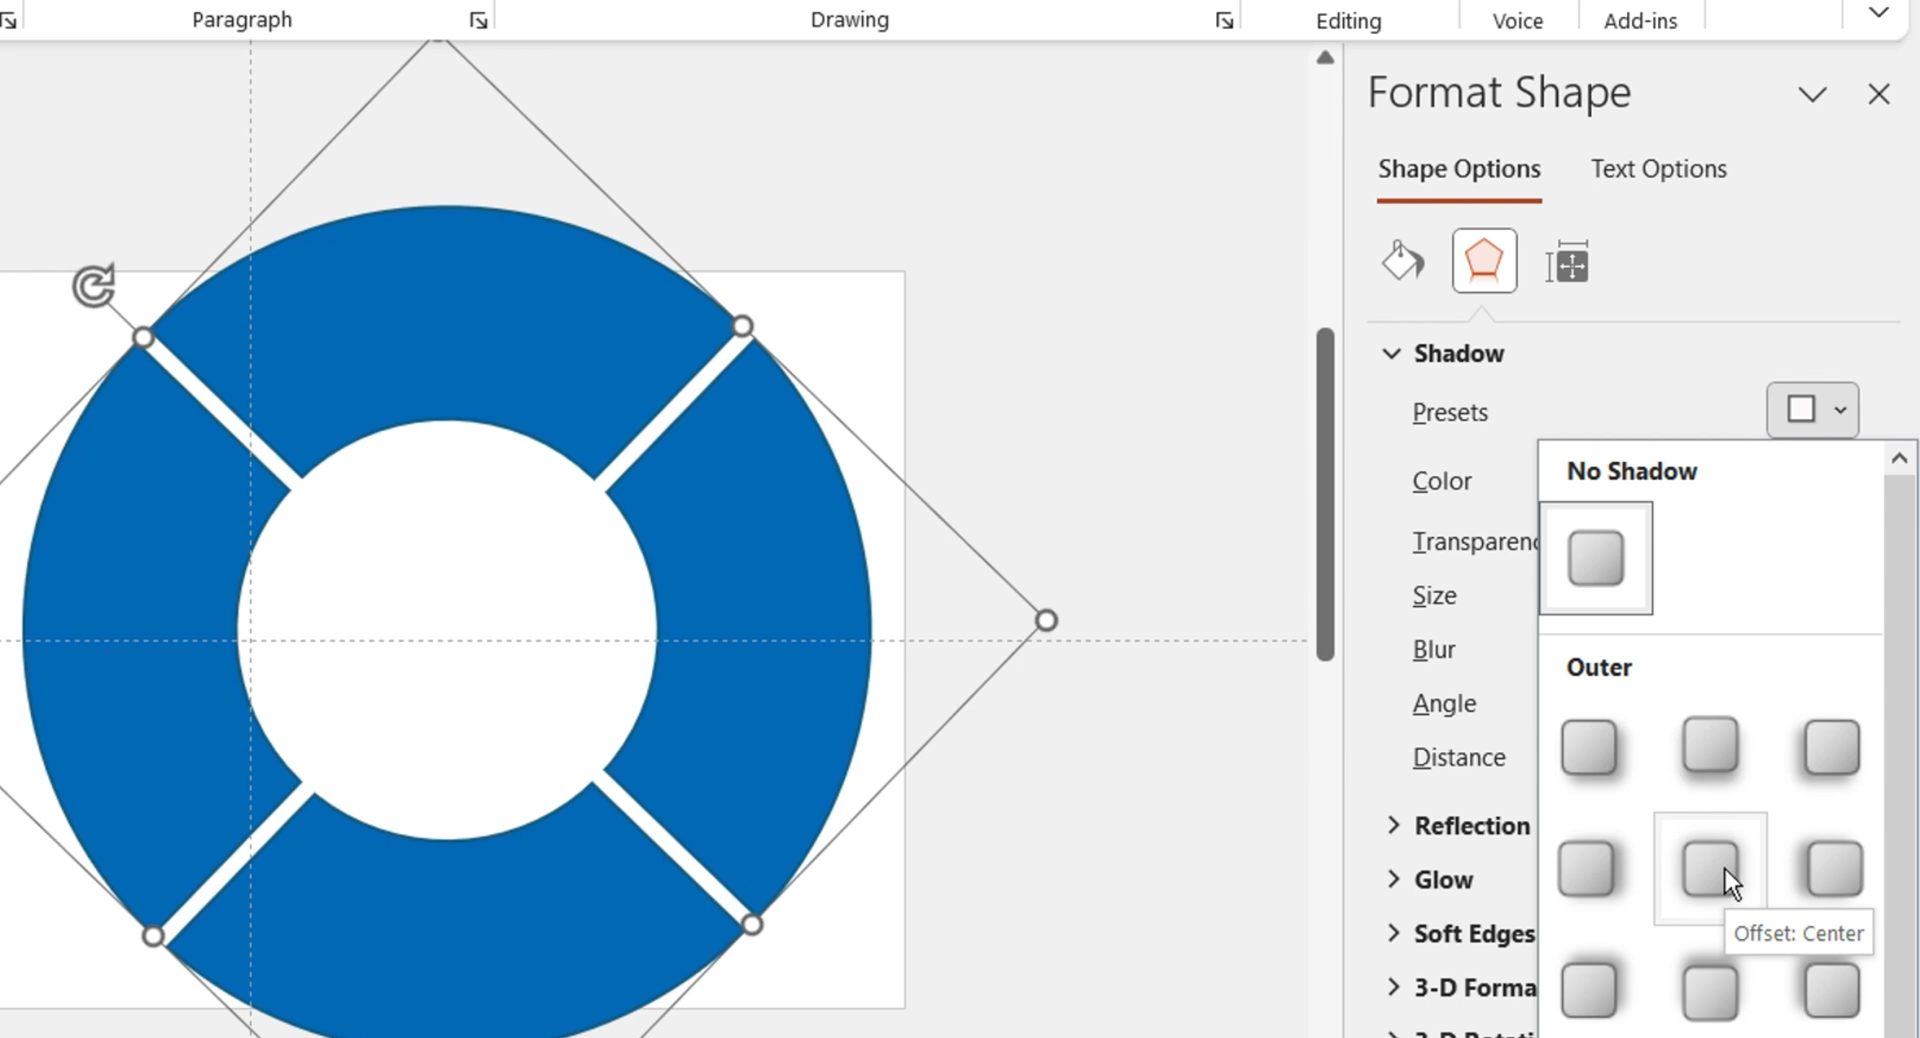 Paragraph
Drawing
Editing
Voice
Add-ins
Format Shape
Shape Options
Text Options
Shadow
Presets
No Shadow
Color
Transparenc
Size
Outer
Blur
Angle
Distance
Reflection
Glow
Soft Edges
Offset: Center
3-D Forma